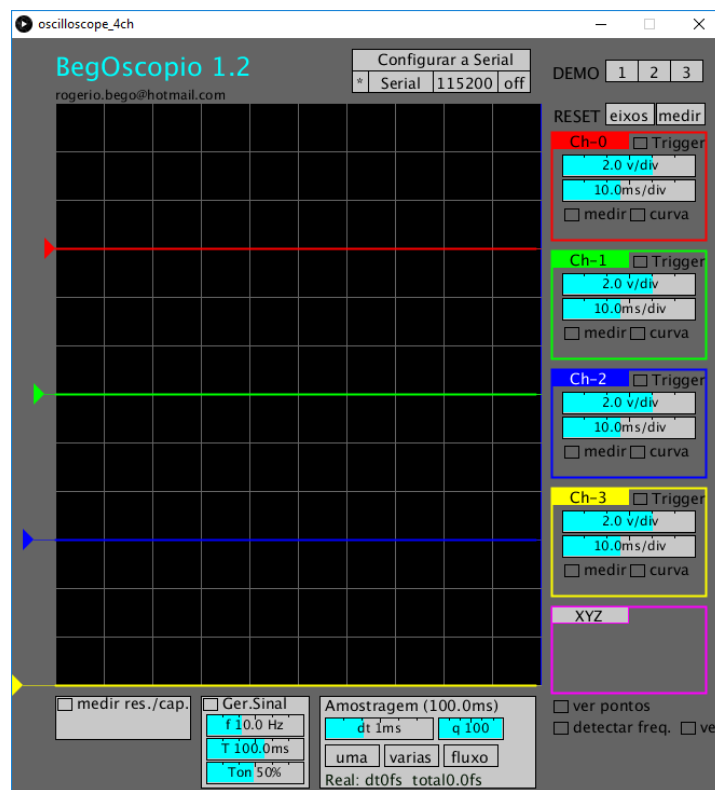 oscilloscope_4ch
BegOscopio 1.2
rogerio.bego@hotmail.com
Configurar a Serial
* Serial 115200 off
DEMO 1 2 3
RESET eixos medir
Ch-0 Trigger
2.0 v/div
10.0ms/div
medir curva
Ch-1 Trigger
2.0 v/div
10.0ms/div
medir curva
Ch-2 Trigger
2.0 v/div
10.0ms/div
medir curva
Ch-3 Trigger
2.0 v/div
10.0ms/div
medir curva
XYZ
medir res./cap.
Ger.Sinal
f 10.0 Hz
T 100.0ms
Ton 50%
Amostragem (100.0ms)
dt 1ms q 100
uma varias fluxo
Real: dt0fs total0.0fs
ver pontos
detectar freq. ve